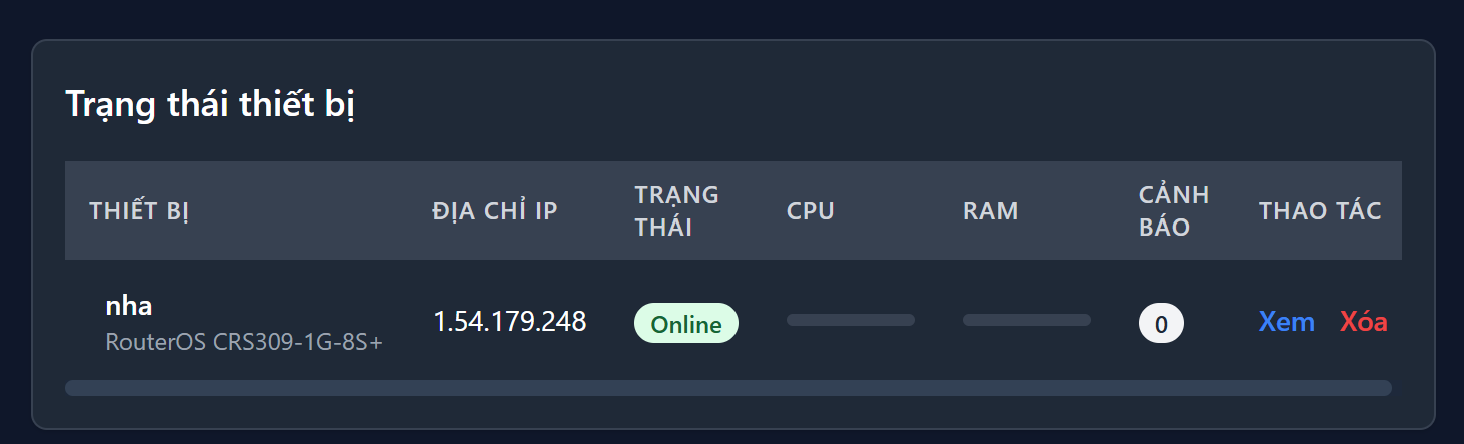 Trạng thái thiết bị
THIẾT BỊ
ĐỊA CHỈ IP
TRẠNG
THÁI
CPU
RAM
CẢNH
BÁO
THAO TÁC
nha
RouterOS CRS309-1G-8S+
1.54.179.248
Online
0
Xem
Xóa